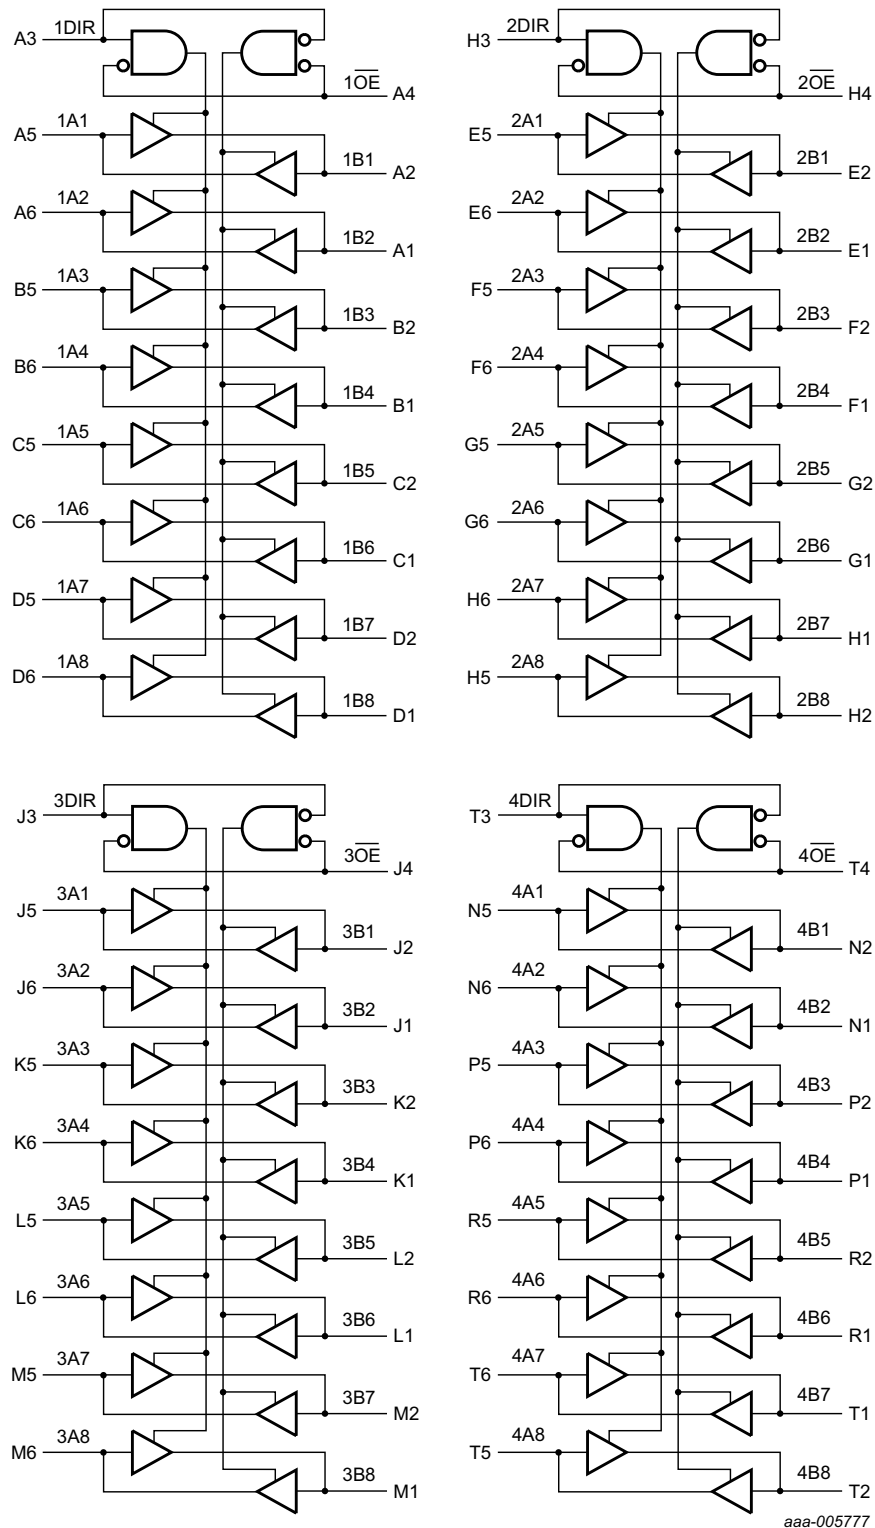 A3 1DIR
1O̅E̅ A4
A5 1A1
1B1 A2
A6 1A2
1B2 A1
B5 1A3
1B3 B2
B6 1A4
1B4 B1
C5 1A5
1B5 C2
C6 1A6
1B6 C1
D5 1A7
1B7 D2
D6 1A8
1B8 D1
H3 2DIR
2O̅E̅ H4
E5 2A1
2B1 E2
E6 2A2
2B2 E1
F5 2A3
2B3 F2
F6 2A4
2B4 F1
G5 2A5
2B5 G2
G6 2A6
2B6 G1
H6 2A7
2B7 H1
H5 2A8
2B8 H2
J3 3DIR
3O̅E̅ J4
J5 3A1
3B1 J2
J6 3A2
3B2 J1
K5 3A3
3B3 K2
K6 3A4
3B4 K1
L5 3A5
3B5 L2
L6 3A6
3B6 L1
M5 3A7
3B7 M2
M6 3A8
3B8 M1
T3 4DIR
4O̅E̅ T4
N5 4A1
4B1 N2
N6 4A2
4B2 N1
P5 4A3
4B3 P2
P6 4A4
4B4 P1
R5 4A5
4B5 R2
R6 4A6
4B6 R1
T6 4A7
4B7 T1
T5 4A8
4B8 T2
aaa-005777